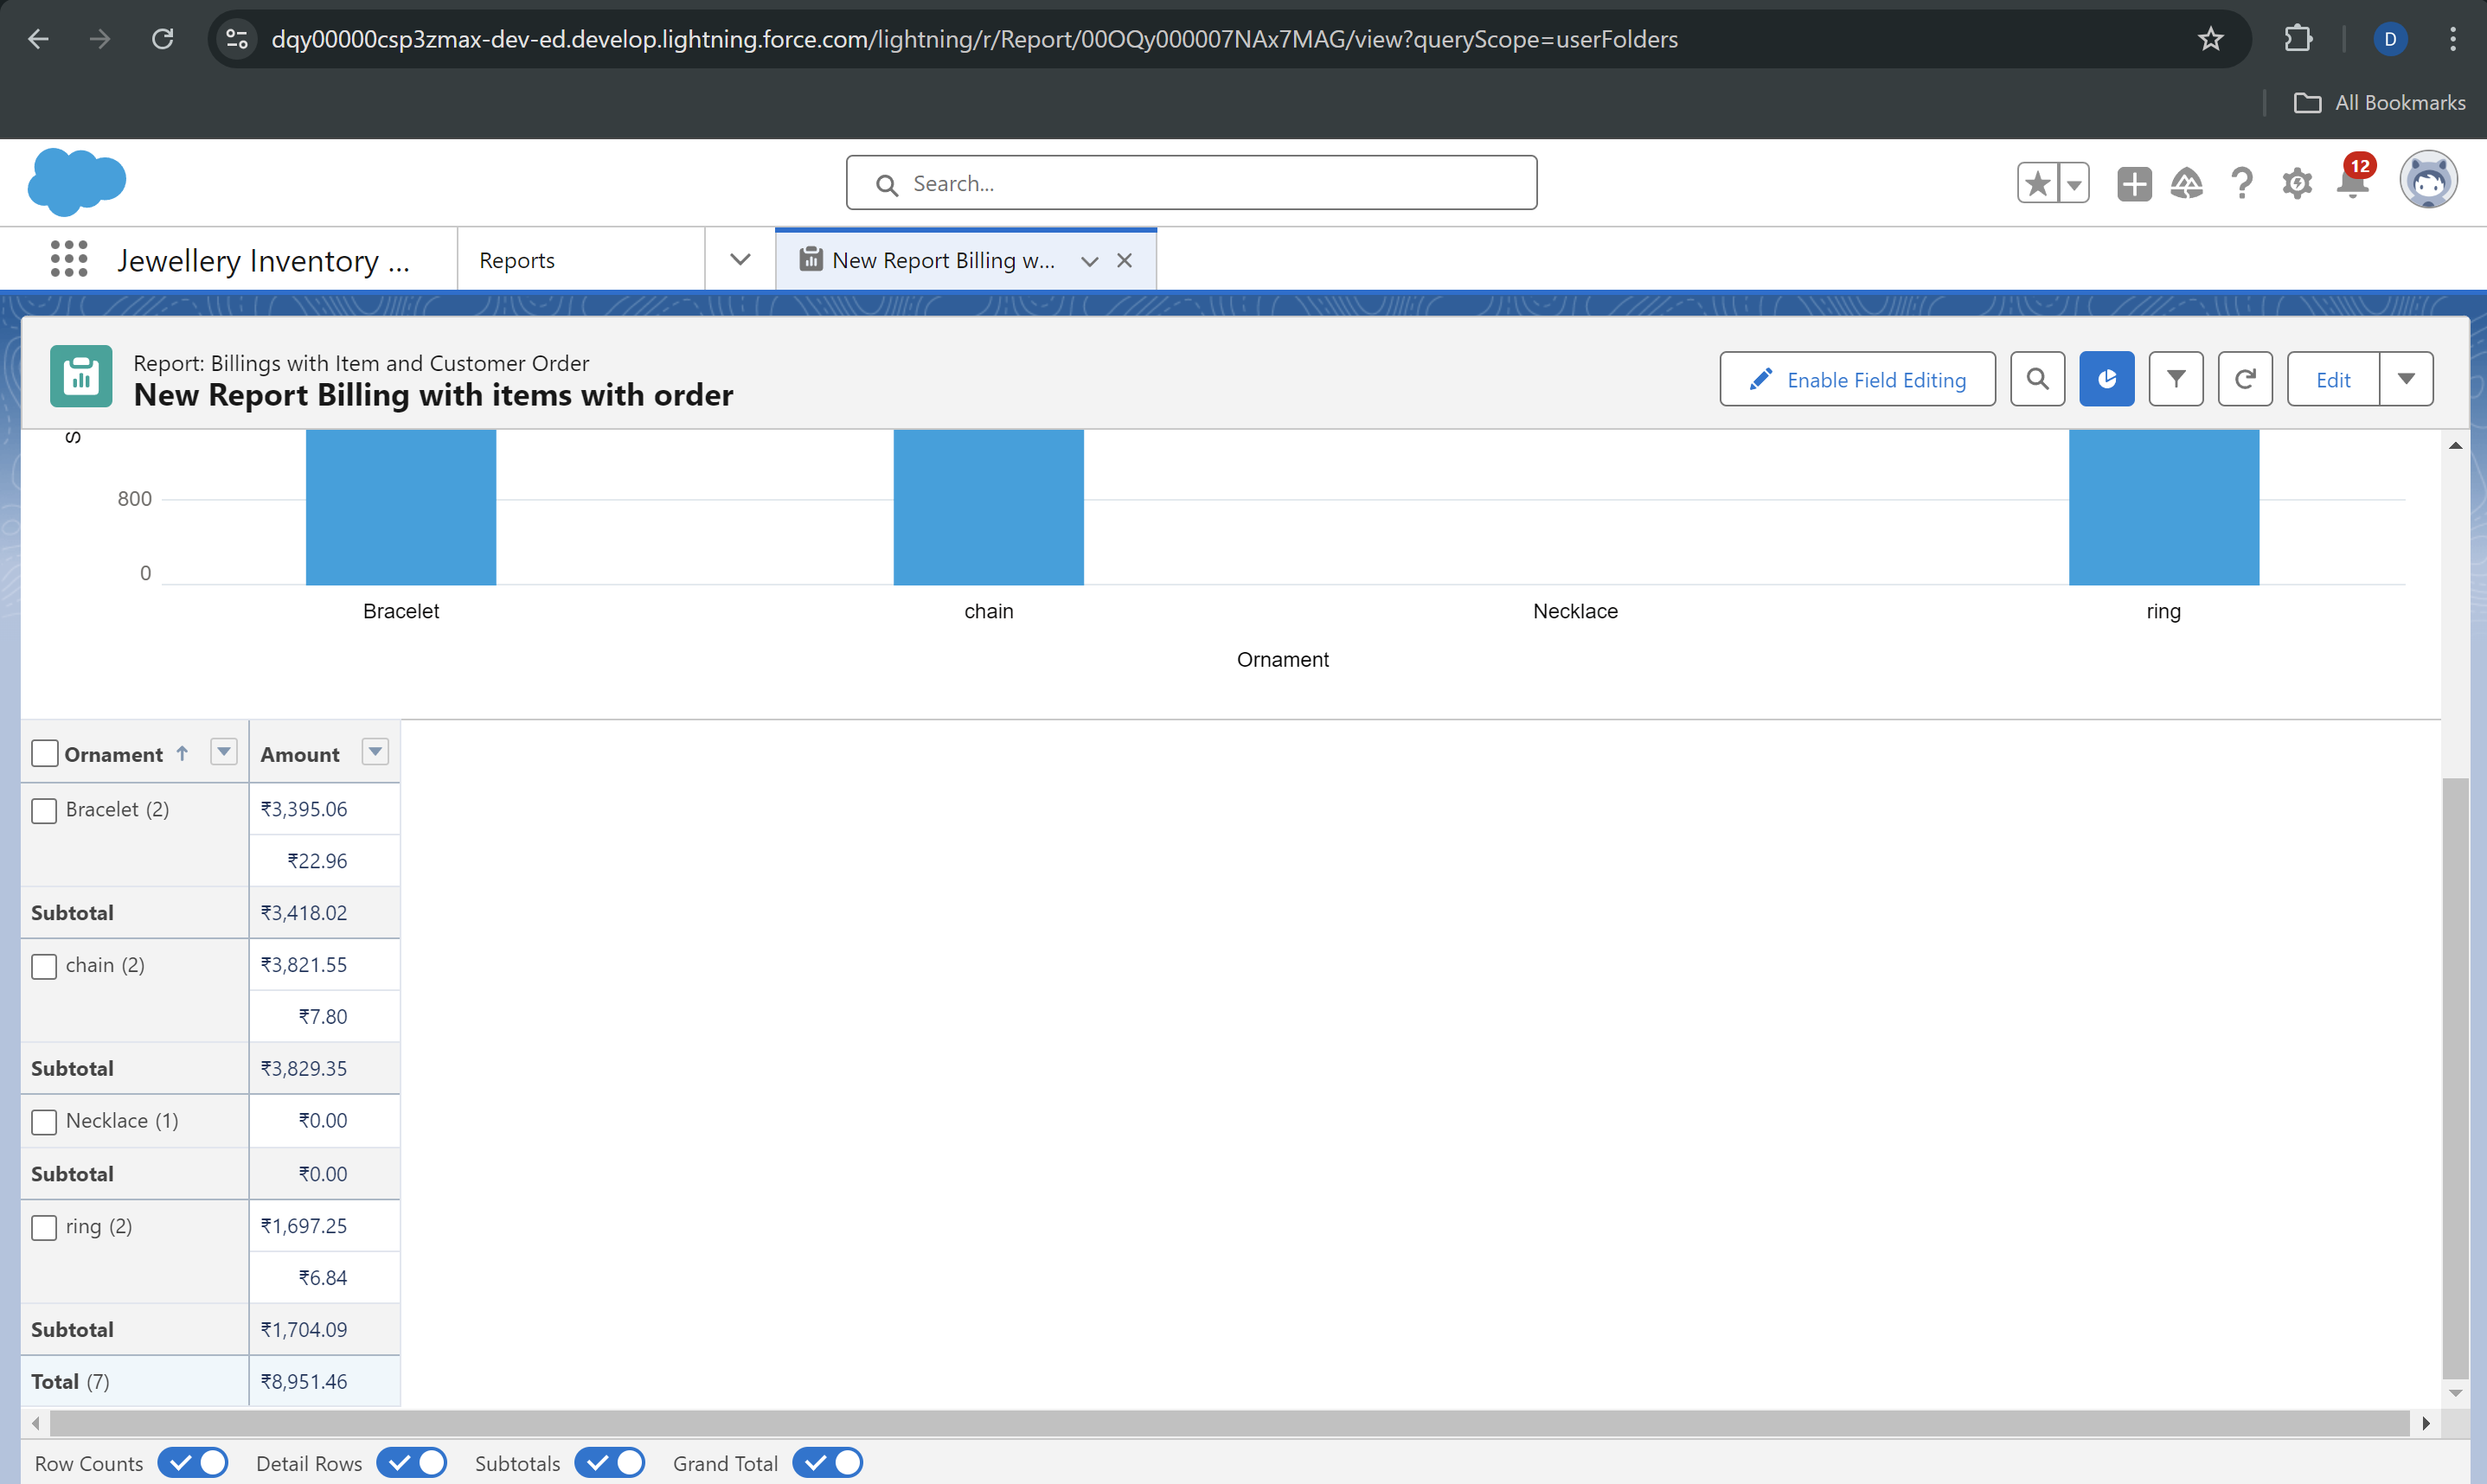 dqy00000csp3zmax-dev-ed.develop.lightning.force.com/lightning/r/Report/00OQy000007NAx7MAG/view?queryScope=userFolders
D
All Bookmarks
Search...
12
Jewellery Inventory ...
Reports
New Report Billing w...
Report: Billings with Item and Customer Order
New Report Billing with items with order
Enable Field Editing
Edit
S
800
0
Bracelet chain Necklace ring
Ornament
Ornament Amount
Bracelet (2) ₹3,395.06
₹22.96
Subtotal ₹3,418.02
chain (2) ₹3,821.55
₹7.80
Subtotal ₹3,829.35
Necklace (1) ₹0.00
Subtotal ₹0.00
ring (2) ₹1,697.25
₹6.84
Subtotal ₹1,704.09
Total (7) ₹8,951.46
Row Counts Detail Rows Subtotals Grand Total